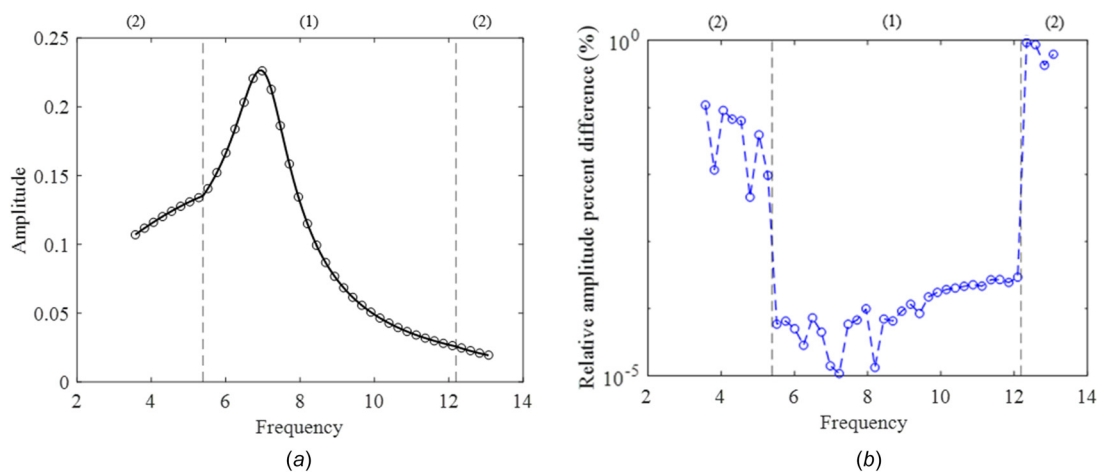 (2) (1) (2)
0.25
0.2
0.15
0.1
0.05
0
Amplitude
2 4 6 8 10 12 14
Frequency
(a)
(2) (1) (2)
10^0
10^-5
Relative amplitude percent difference (%)
2 4 6 8 10 12 14
Frequency
(b)